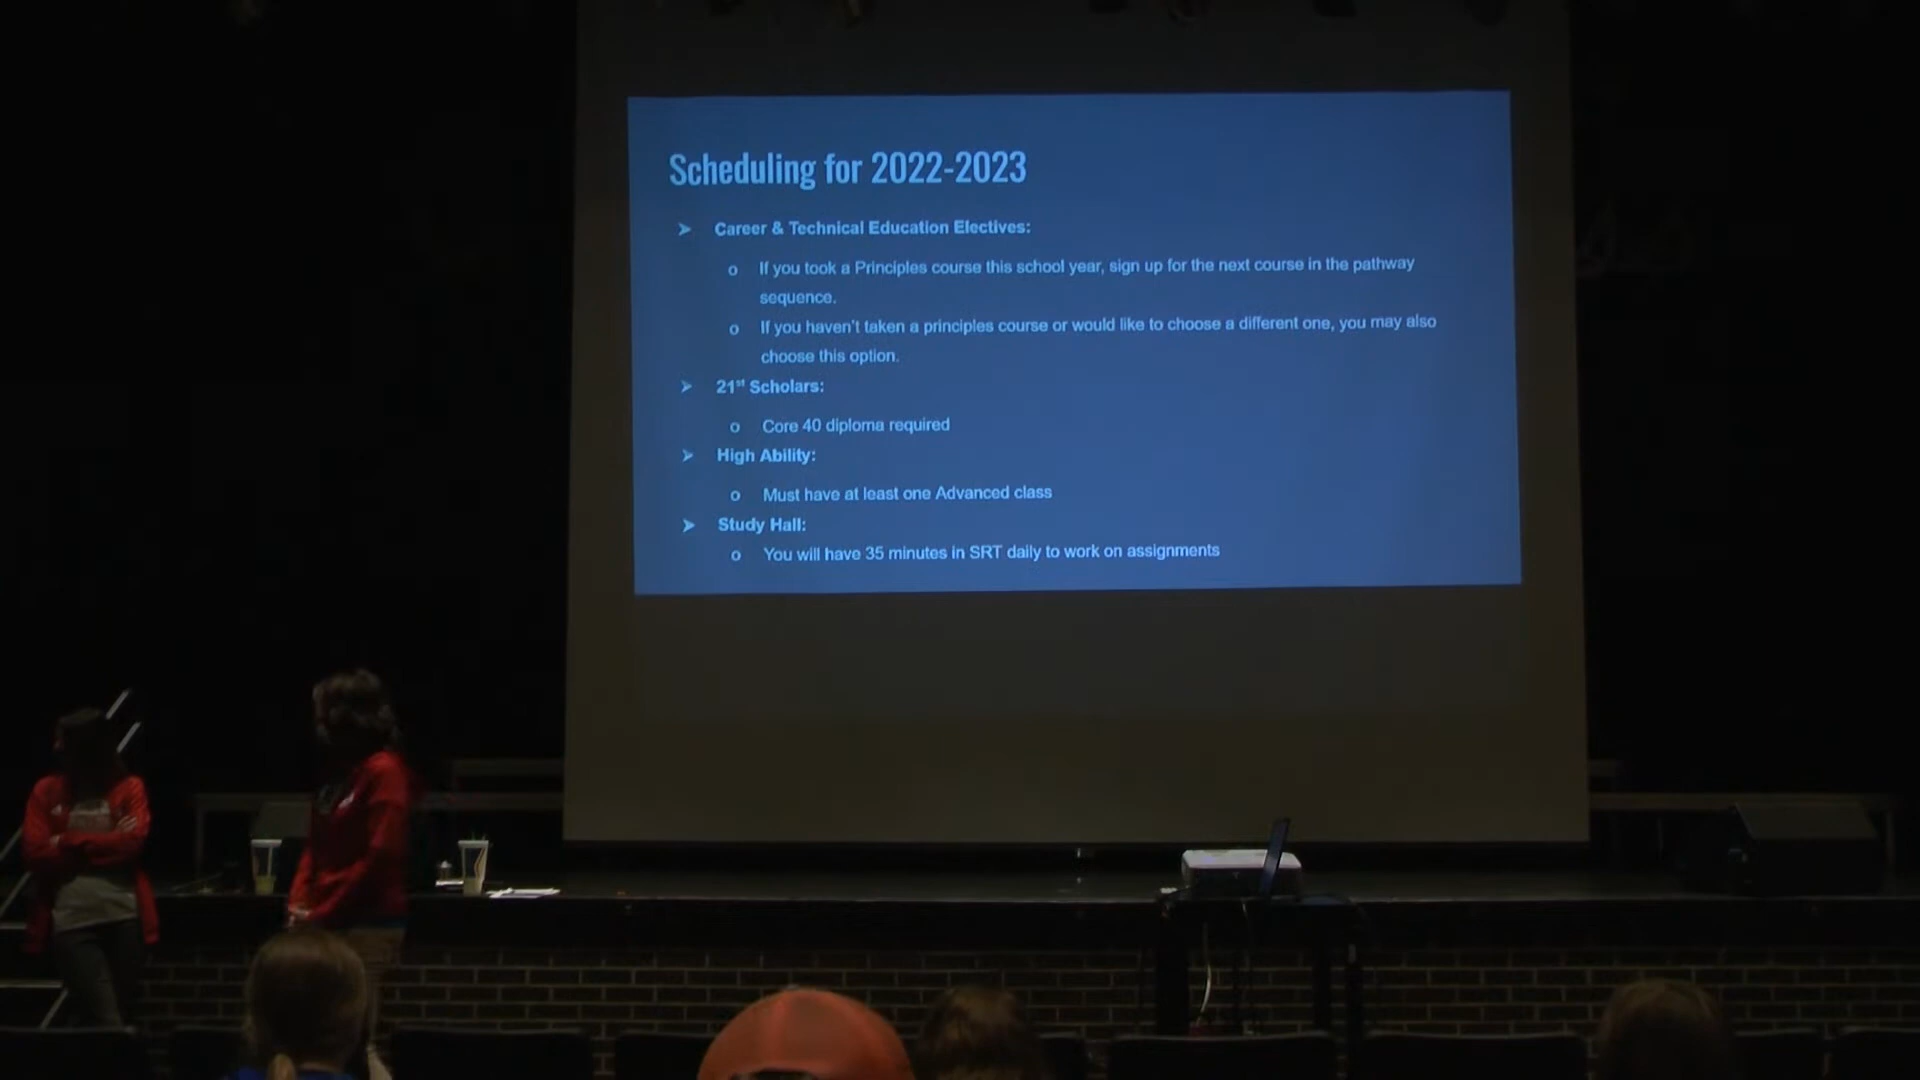 Scheduling for 2022-2023
➤ Career & Technical Education Electives:
o If you took a Principles course this school year, sign up for the next course in the pathway
sequence.
o If you haven't taken a principles course or would like to choose a different one, you may also
choose this option.
➤ 21st Scholars:
o Core 40 diploma required
➤ High Ability:
o Must have at least one Advanced class
➤ Study Hall:
o You will have 35 minutes in SRT daily to work on assignments